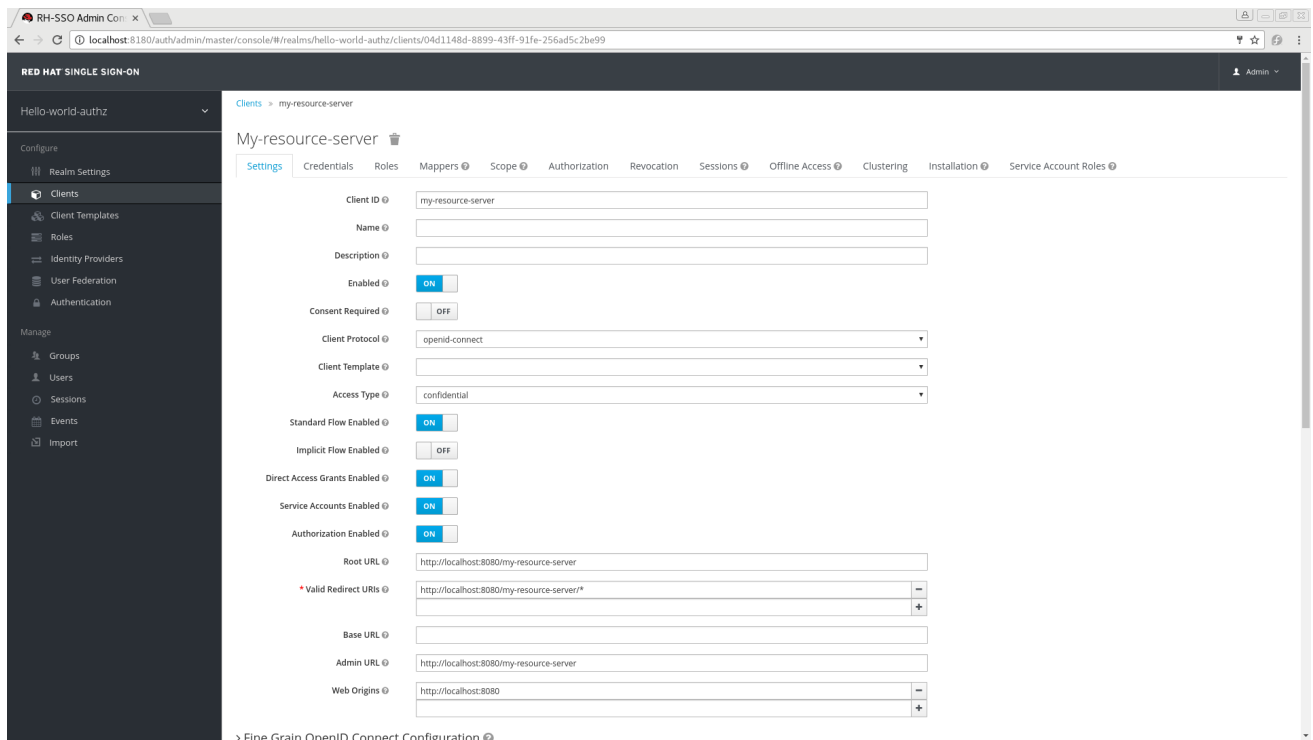 RH-SSO Admin Con
localhost:8180/auth/admin/master/console/#/realms/hello-world-authz/clients/04d1148d-8899-43ff-91fe-256ad5c2be99
RED HAT SINGLE SIGN-ON
Admin
Hello-world-authz
Configure
Realm Settings
Clients
Client Templates
Roles
Identity Providers
User Federation
Authentication
Manage
Groups
Users
Sessions
Events
Import
Clients » my-resource-server
My-resource-server
Settings Credentials Roles Mappers Scope Authorization Revocation Sessions Offline Access Clustering Installation Service Account Roles
Client ID my-resource-server
Name
Description
Enabled ON
Consent Required OFF
Client Protocol openid-connect
Client Template
Access Type confidential
Standard Flow Enabled ON
Implicit Flow Enabled OFF
Direct Access Grants Enabled ON
Service Accounts Enabled ON
Authorization Enabled ON
Root URL http://localhost:8080/my-resource-server
* Valid Redirect URIs http://localhost:8080/my-resource-server/*
Base URL
Admin URL http://localhost:8080/my-resource-server
Web Origins http://localhost:8080
Fine Grain OpenID Connect Configuration